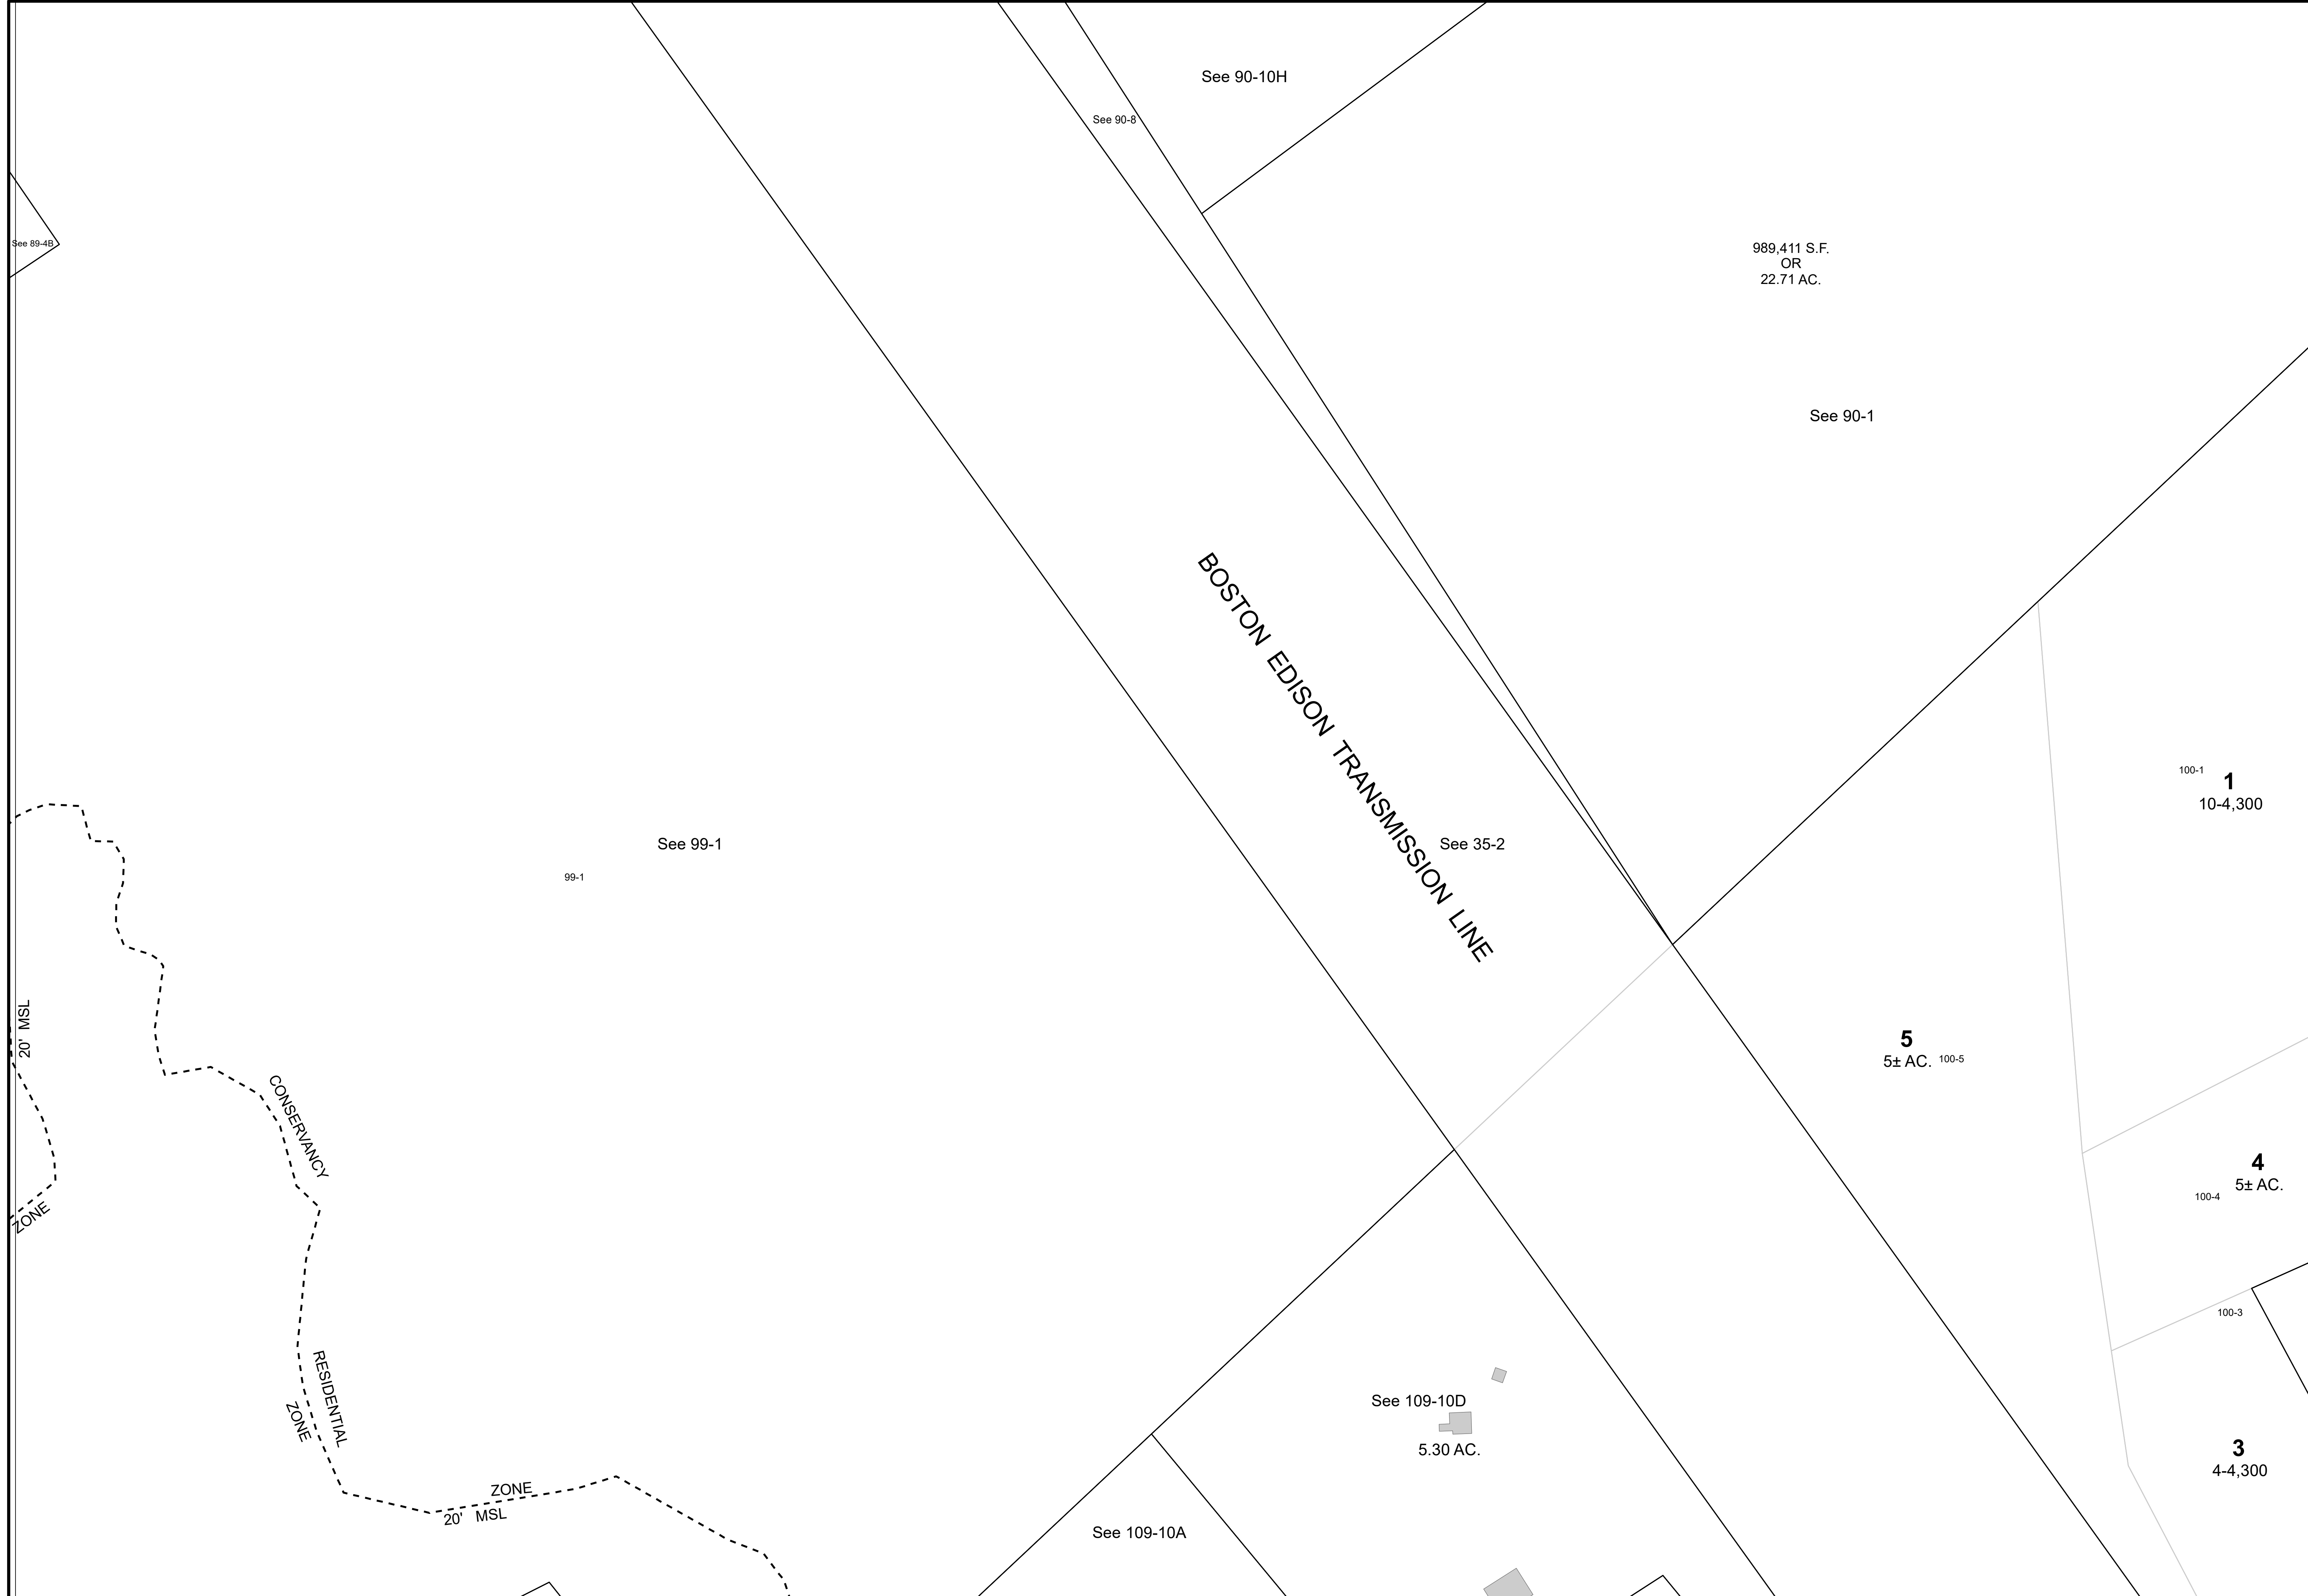 See 90-10H
See 90-8
See 89-4B
989,411 S.F.
OR
22.71 AC.
See 90-1
BOSTON EDISON TRANSMISSION LINE
100-1
1
10-4,300
See 99-1
See 35-2
99-1
20' MSL
5
5± AC.
100-5
CONSERVANCY
4
5± AC.
100-4
ZONE
100-3
RESIDENTIAL
ZONE
See 109-10D
5.30 AC.
3
4-4,300
ZONE
20' MSL
See 109-10A